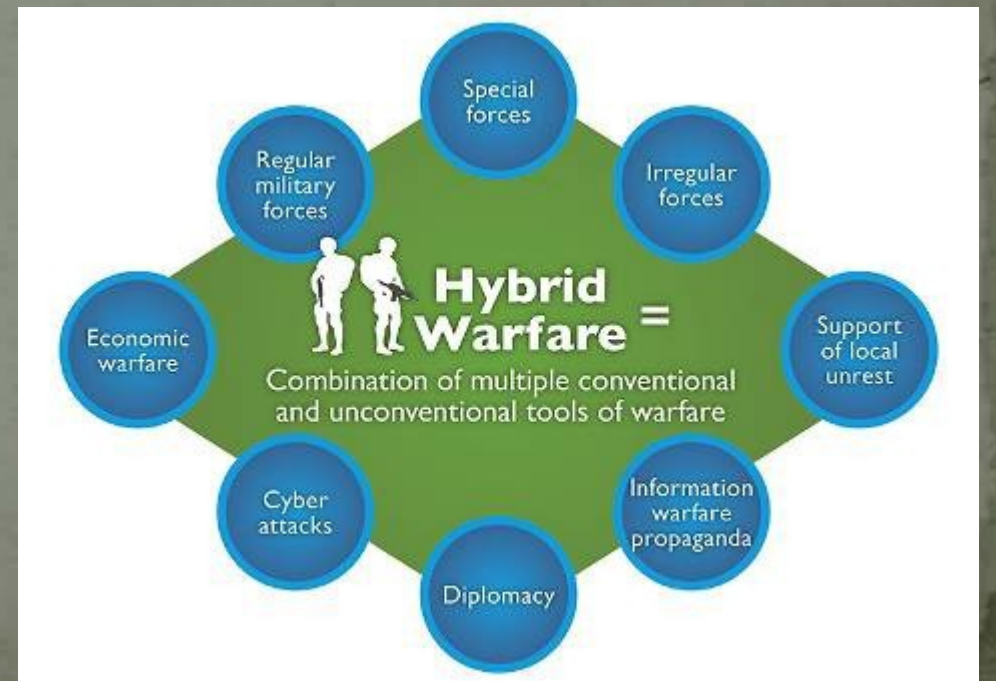 Special
forces
Regular
military
forces
Irregular
forces
Hybrid
Warfare =
Combination of multiple conventional
and unconventional tools of warfare
Economic
warfare
Support
of local
unrest
Cyber
attacks
Information
warfare
propaganda
Diplomacy